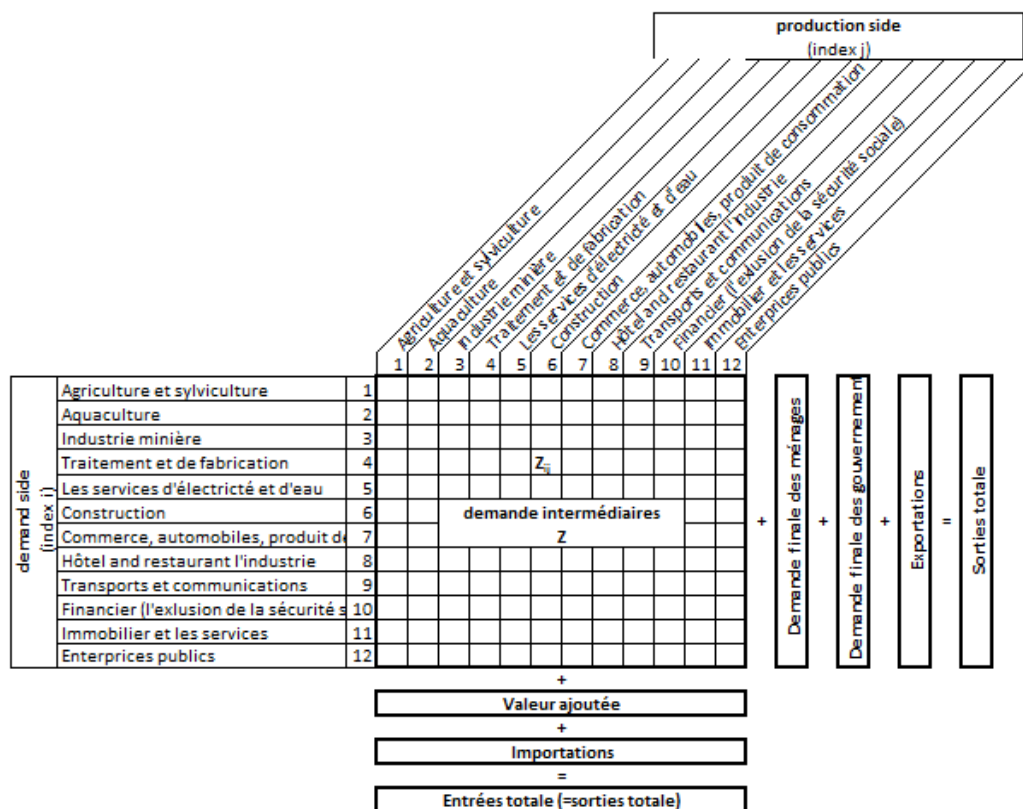 production side
(index j)
Agriculture et sylviculture
Aquaculture
Industrie minière
Traitement et de fabrication
Les services d'électricté et d'eau
Construction
Commerce, automobiles, produit de consommation
Hôtel and restaurant l'industrie
Transports et communications
Financier (l'exlusion de la sécurité sociale)
Immobilier et les services
Enterprices publics
1 2 3 4 5 6 7 8 9 10 11 12
demand side
(index i)
Agriculture et sylviculture 1
Aquaculture 2
Industrie minière 3
Traitement et de fabrication 4
Z ij
Les services d'électricté et d'eau 5
Construction 6
demande intermédiaires
Commerce, automobiles, produit de 7
Z
Hôtel and restaurant l'industrie 8
Transports et communications 9
Financier (l'exlusion de la sécurité s 10
Immobilier et les services 11
Enterprices publics 12
+
Demande finale des ménages
+
Demande finale des gouvernement
+
Exportations
=
Sorties totale
+
Valeur ajoutée
+
Importations
=
Entrées totale (=sorties totale)